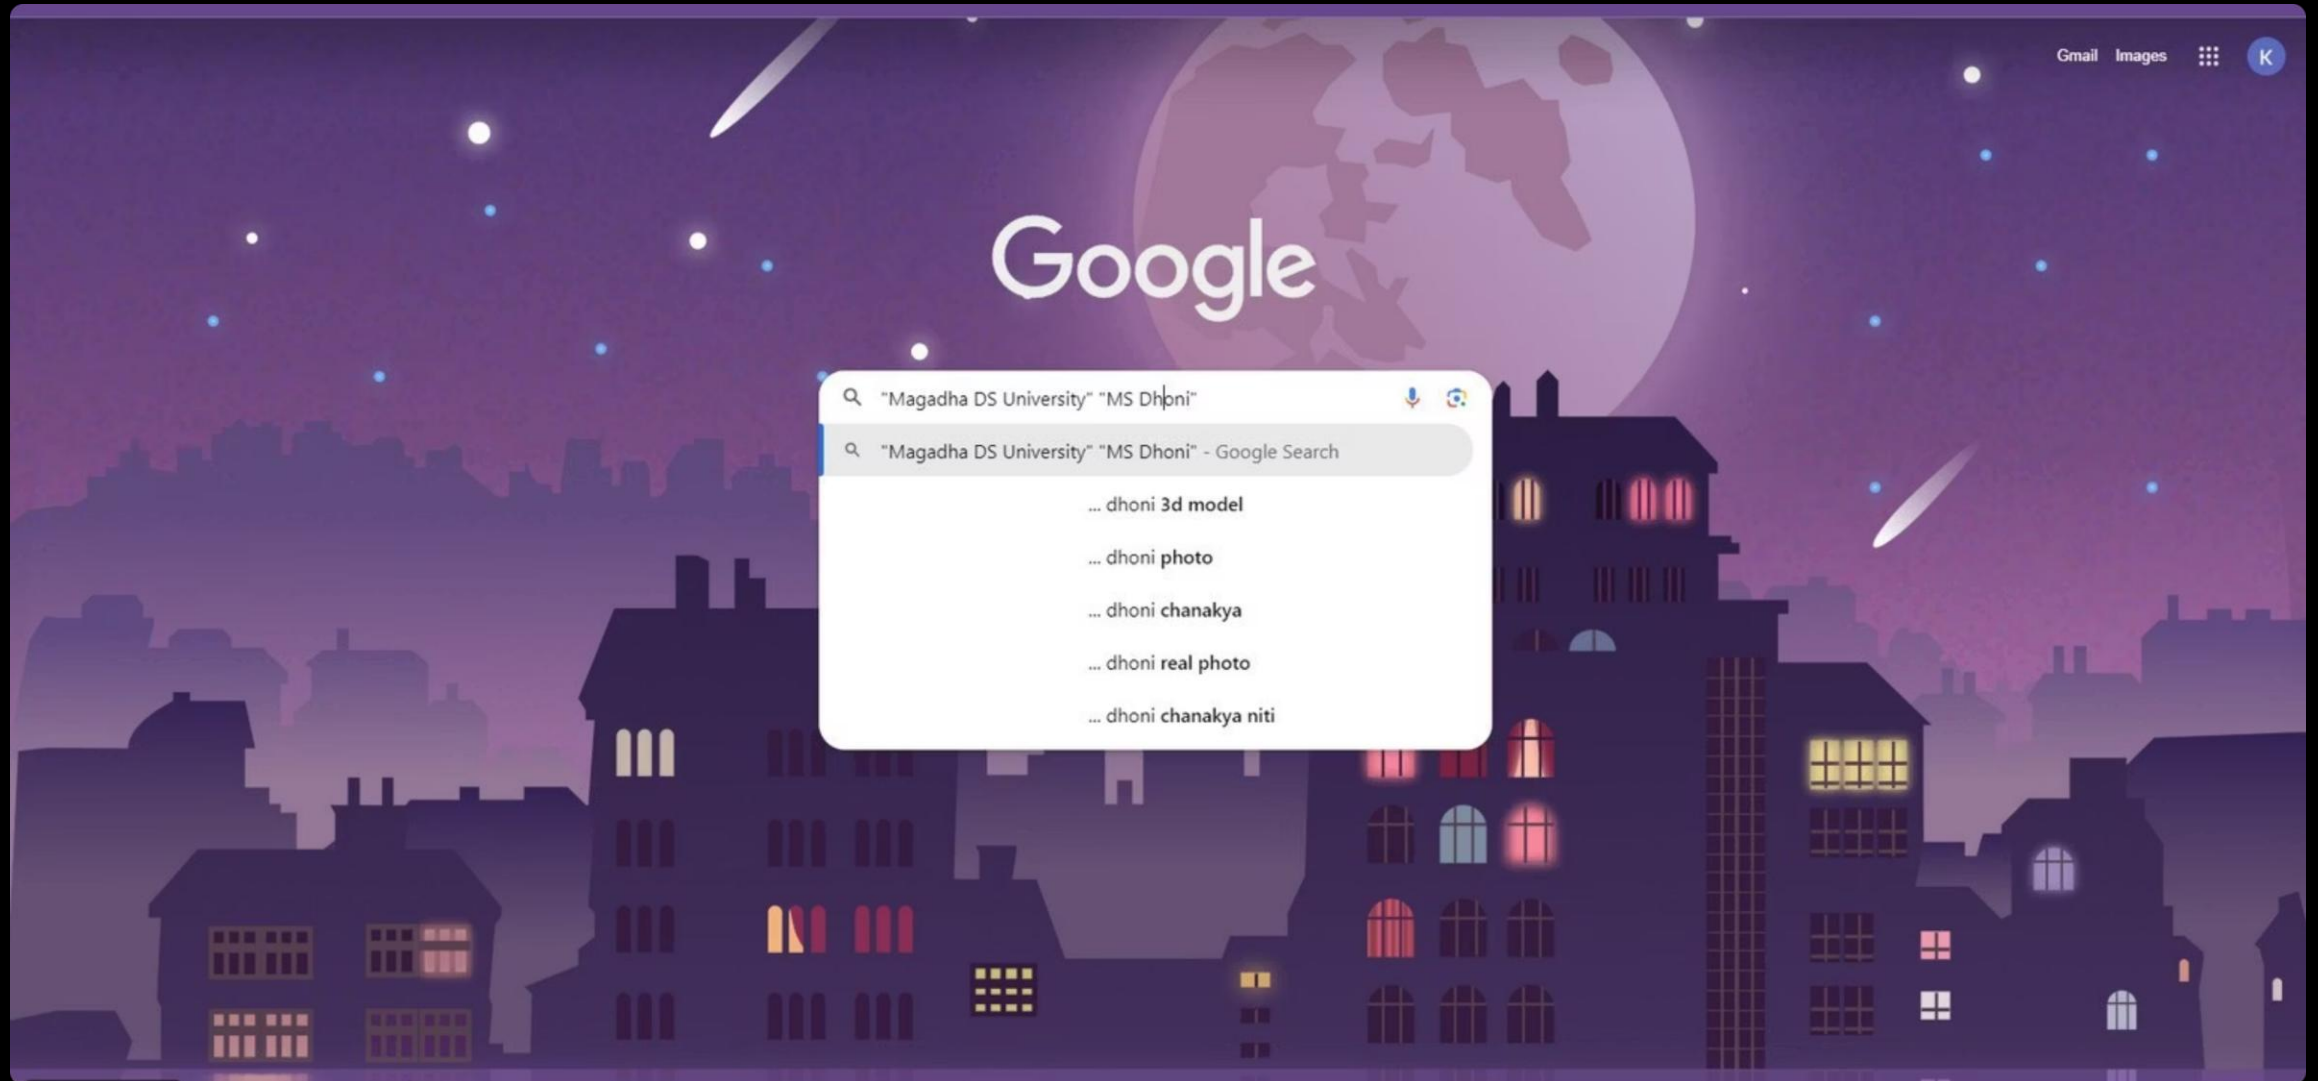 Gmail Images K
Google
"Magadha DS University" "MS Dhoni"
"Magadha DS University" "MS Dhoni" - Google Search
... dhoni 3d model
... dhoni photo
... dhoni chanakya
... dhoni real photo
... dhoni chanakya niti